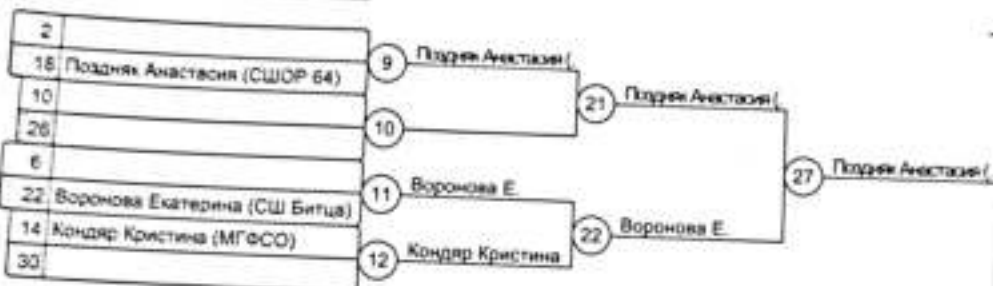 2
18 Поздняк Анастасия (СШОР 64)
10
26
6
22 Воронова Екатерина (СШ Битца)
14 Кондяр Кристина (МГФСО)
30
9 Поздняк Анастасия (
10
11 Воронова Е.
12 Кондяр Кристина
21 Поздняк Анастасия (
22 Воронова Е.
27 Поздняк Анастасия (